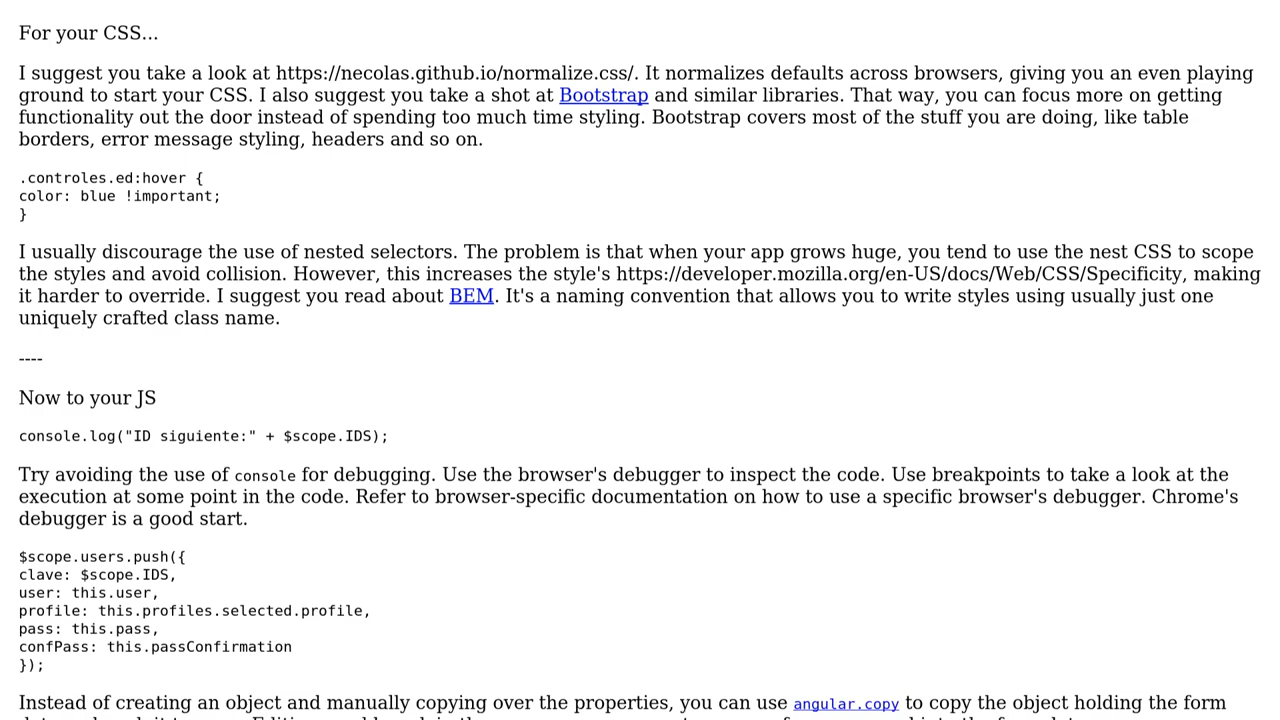 For your CSS...
I suggest you take a look at https://necolas.github.io/normalize.css/. It normalizes defaults across browsers, giving you an even playing
ground to start your CSS. I also suggest you take a shot at Bootstrap and similar libraries. That way, you can focus more on getting
functionality out the door instead of spending too much time styling. Bootstrap covers most of the stuff you are doing, like table
borders, error message styling, headers and so on.
.controles.ed:hover {
color: blue !important;
}
I usually discourage the use of nested selectors. The problem is that when your app grows huge, you tend to use the nest CSS to scope
the styles and avoid collision. However, this increases the style's https://developer.mozilla.org/en-US/docs/Web/CSS/Specificity, making
it harder to override. I suggest you read about BEM. It's a naming convention that allows you to write styles using usually just one
uniquely crafted class name.
----
Now to your JS
console.log("ID siguiente:" + $scope.IDS);
Try avoiding the use of console for debugging. Use the browser's debugger to inspect the code. Use breakpoints to take a look at the
execution at some point in the code. Refer to browser-specific documentation on how to use a specific browser's debugger. Chrome's
debugger is a good start.
$scope.users.push({
clave: $scope.IDS,
user: this.user,
profile: this.profiles.selected.profile,
pass: this.pass,
confPass: this.passConfirmation
});
Instead of creating an object and manually copying over the properties, you can use angular.copy to copy the object holding the form